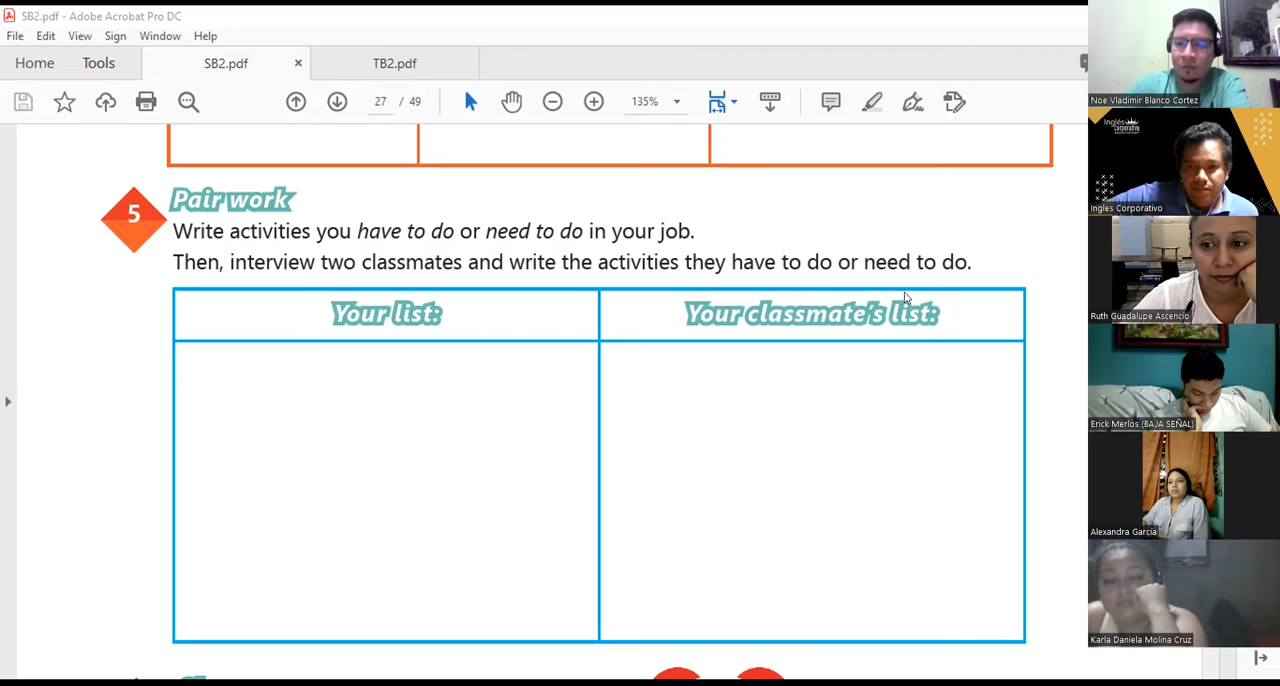 SB2.pdf - Adobe Acrobat Pro DC
File Edit View Sign Window Help
Home Tools SB2.pdf × TB2.pdf
27 / 49 135%
5 Pair work
Write activities you have to do or need to do in your job.
Then, interview two classmates and write the activities they have to do or need to do.
Your list: Your classmate's list:
Noe Vladimir Blanco Cortez
Inglés
Corporativo
Ingles Corporativo
Ruth Guadalupe Ascencio
Erick Merlos (BAJA SEÑAL)
Alexandra García
Karla Daniela Molina Cruz